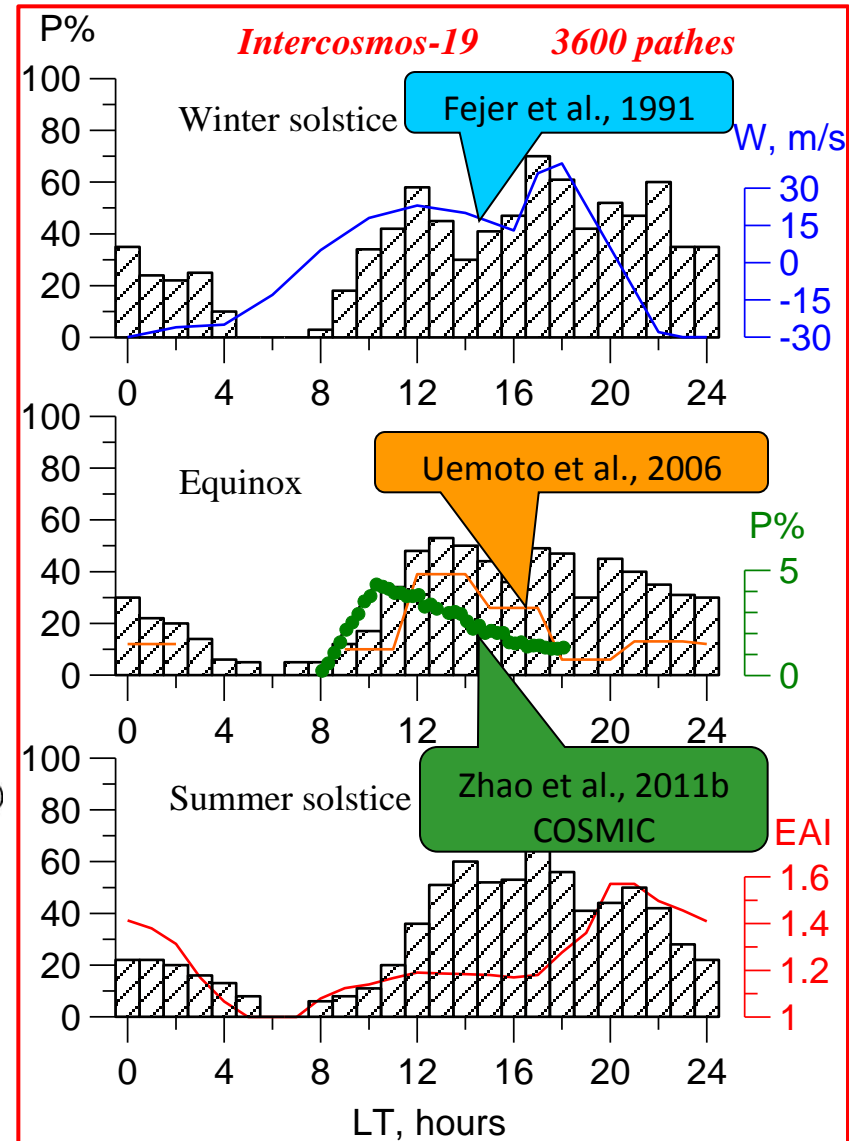 P%
Intercosmos-19 3600 pathes
100
80
60
40
20
0
Winter solstice
Fejer et al., 1991
W, m/s
30
15
0
-15
-30
0 4 8 12 16 20 24
100
80
60
40
20
0
Equinox
Uemoto et al., 2006
P%
5
0
0 4 8 12 16 20 24
100
80
60
40
20
0
Summer solstice
Zhao et al., 2011b
COSMIC
EAI
1.6
1.4
1.2
1
0 4 8 12 16 20 24
LT, hours